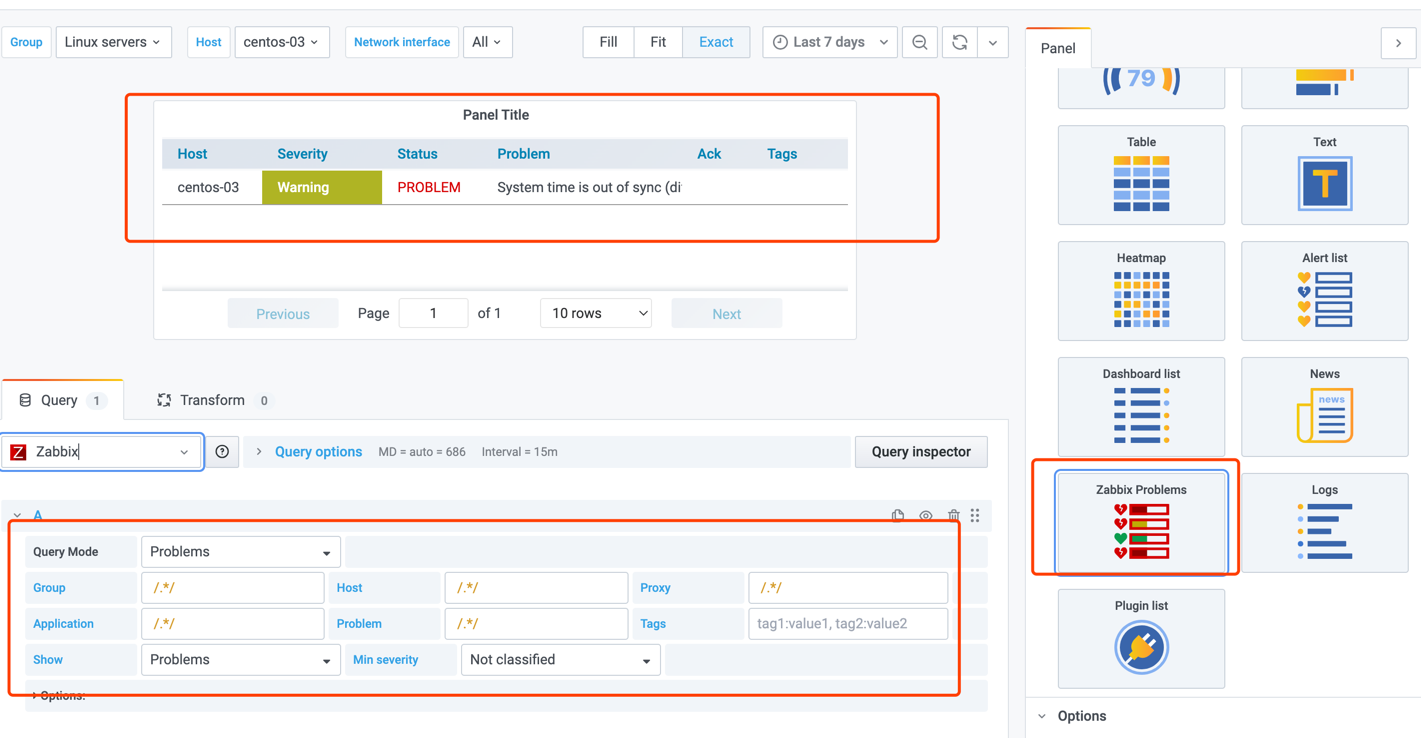 Group Linux servers Host centos-03 Network interface All Fill Fit Exact Last 7 days
Panel
79
Panel Title
Host Severity Status Problem Ack Tags
centos-03 Warning PROBLEM System time is out of sync (di
Previous Page 1 of 1 10 rows Next
Table Text
T
Heatmap Alert list
Dashboard list News
news
Zabbix Problems Logs
Plugin list
Options
Query 1 Transform 0
Z Zabbix Query options MD = auto = 686 Interval = 15m Query inspector
A
Query Mode Problems
Group /.*/ Host /.*/ Proxy /.*/
Application /.*/ Problem /.*/ Tags tag1:value1, tag2:value2
Show Problems Min severity Not classified
Options: